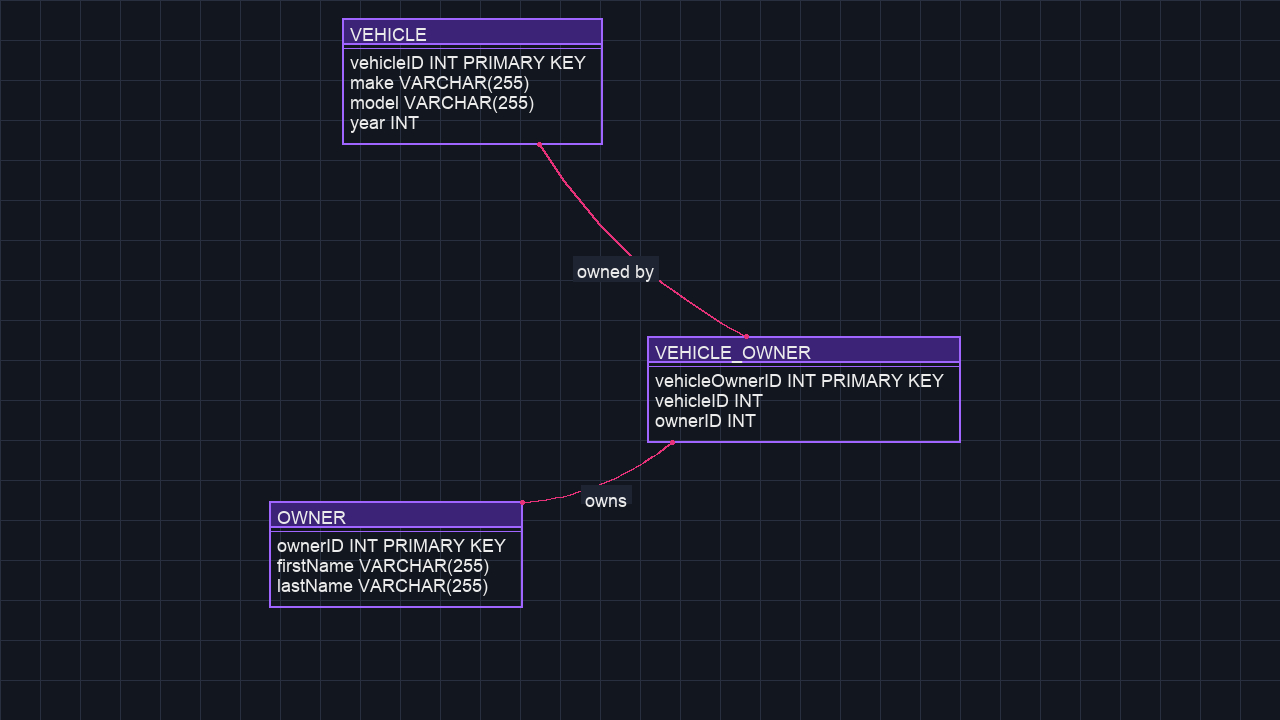 VEHICLE
vehicleID INT PRIMARY KEY
make VARCHAR(255)
model VARCHAR(255)
year INT
owned by
VEHICLE_OWNER
vehicleOwnerID INT PRIMARY KEY
vehicleID INT
ownerID INT
owns
OWNER
ownerID INT PRIMARY KEY
firstName VARCHAR(255)
lastName VARCHAR(255)